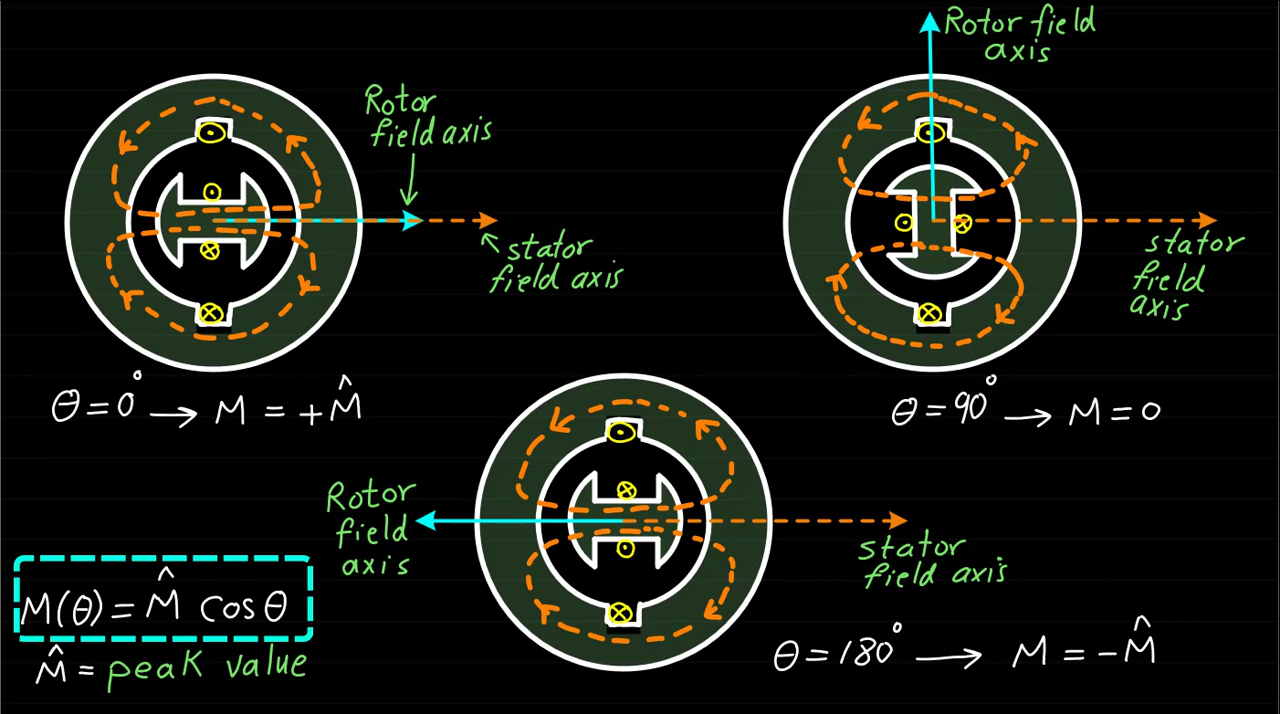 Rotor
field axis
stator
field axis
θ = 0° → M = +M̂
Rotor field
axis
stator
field
axis
θ = 90° → M = 0
Rotor
field
axis
stator
field axis
θ = 180° → M = -M̂
M(θ) = M̂ cos θ
M̂ = peak value